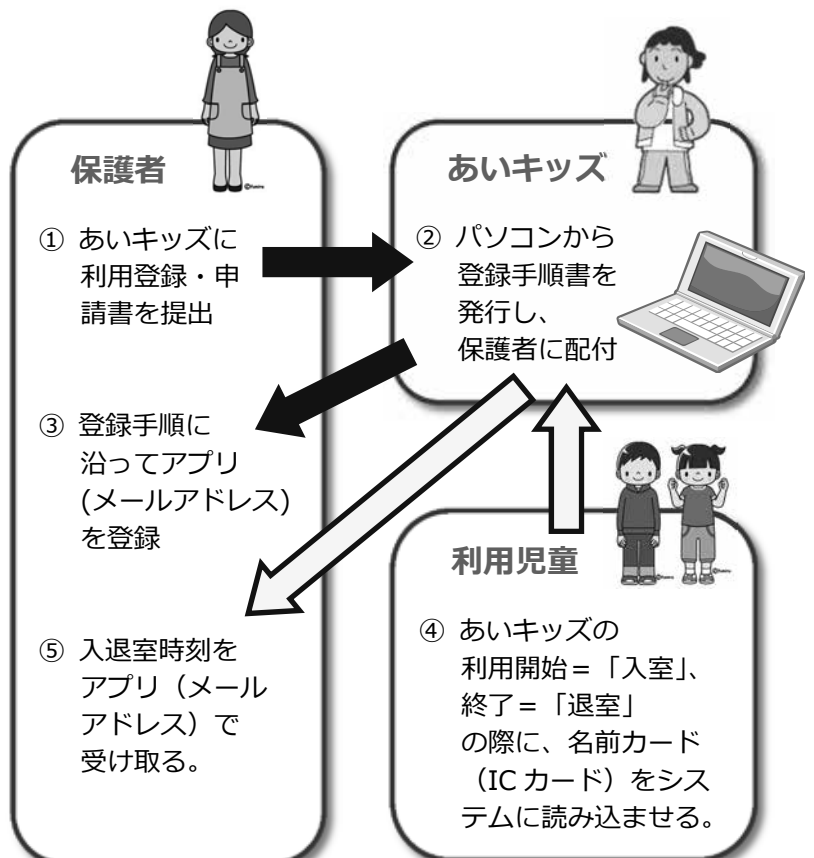 保護者
① あいキッズに
利用登録・申
請書を提出
あいキッズ
② パソコンから
登録手順書を
発行し、
保護者に配付
③ 登録手順に
沿ってアプリ
(メールアドレス)
を登録
利用児童
④ あいキッズの
利用開始＝「入室」、
終了＝「退室」
の際に、名前カード
（IC カード）をシス
テムに読み込ませる。
⑤ 入退室時刻を
アプリ（メール
アドレス）で
受け取る。